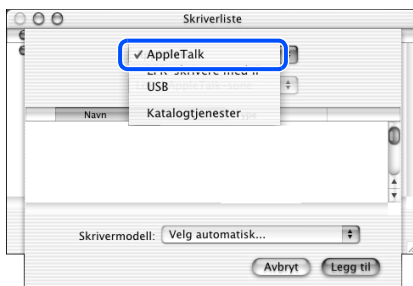 Skriverliste
✓ AppleTalk
USB
Katalogtjenester
Navn
Skrivermodell: Velg automatisk...
Avbryt Legg til